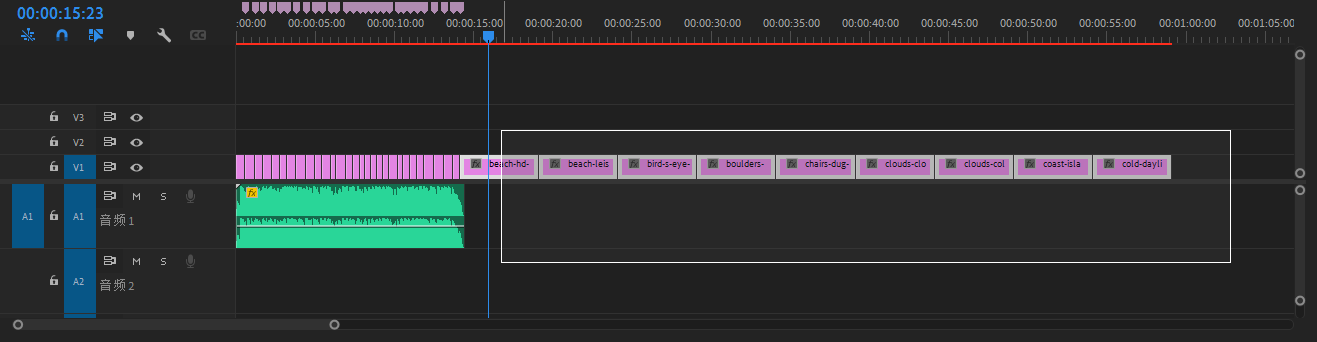 00:00:15:23
:00:00 00:00:05:00 00:00:10:00 00:00:15:00 00:00:20:00 00:00:25:00 00:00:30:00 00:00:35:00 00:00:40:00 00:00:45:00 00:00:50:00 00:00:55:00 00:01:00:00 00:01:05:00
CC
V3
V2
V1 fx beach-hd- fx beach-leis fx bird-s-eye- fx boulders- fx chairs-dug- fx clouds-clo fx clouds-col fx coast-isla fx cold-dayli
A1 A1 M S fx
音频 1
A2 M S
音频 2